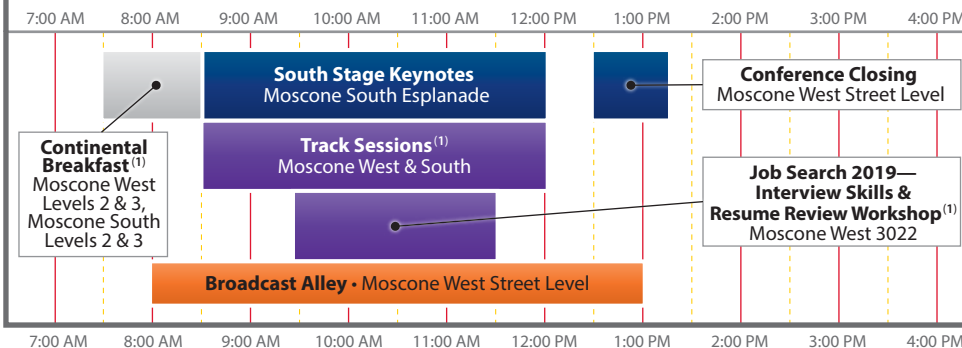 7:00 AM 8:00 AM 9:00 AM 10:00 AM 11:00 AM 12:00 PM 1:00 PM 2:00 PM 3:00 PM 4:00 PM
South Stage Keynotes
Moscone South Esplanade
Conference Closing
Moscone West Street Level
Continental
Breakfast(1)
Moscone West
Levels 2 & 3,
Moscone South
Levels 2 & 3
Track Sessions(1)
Moscone West & South
Job Search 2019—
Interview Skills &
Resume Review Workshop(1)
Moscone West 3022
Broadcast Alley • Moscone West Street Level
7:00 AM 8:00 AM 9:00 AM 10:00 AM 11:00 AM 12:00 PM 1:00 PM 2:00 PM 3:00 PM 4:00 PM